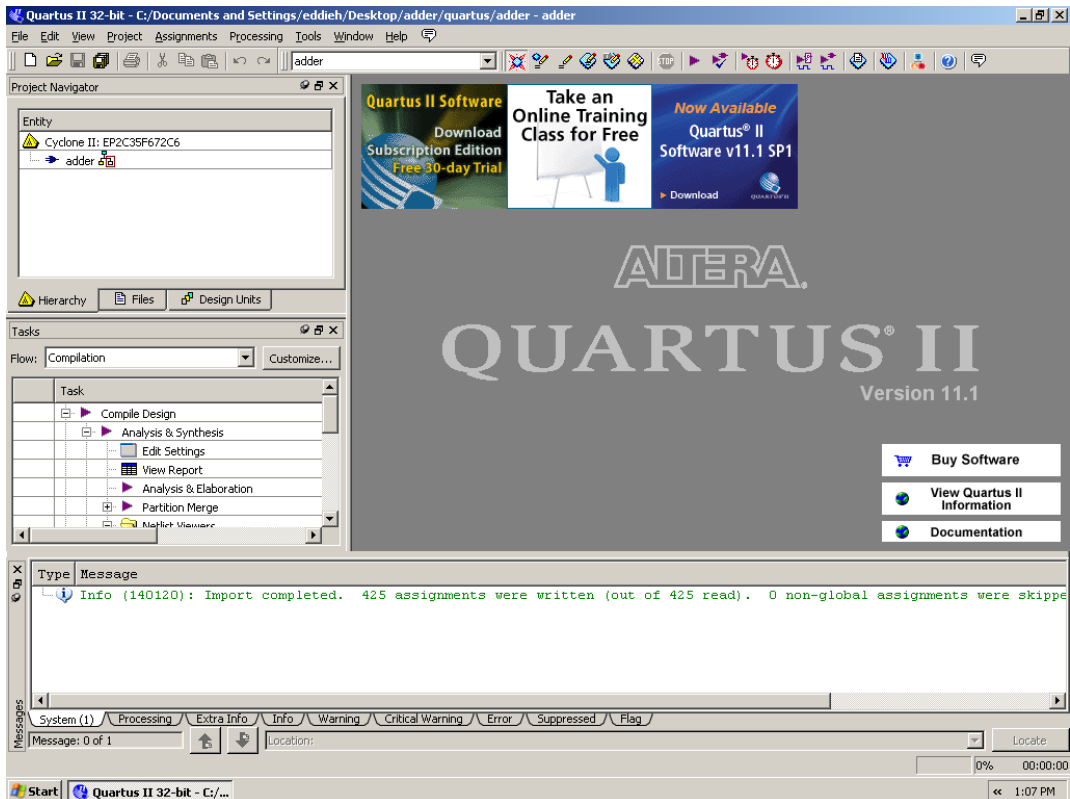 Quartus II 32-bit - C:/Documents and Settings/eddieh/Desktop/adder/quartus/adder - adder
File Edit View Project Assignments Processing Tools Window Help
adder
Project Navigator
Entity
Cyclone II: EP2C35F672C6
adder
Hierarchy Files Design Units
Quartus II Software
Download
Subscription Edition
Free 30-day Trial
Take an
Online Training
Class for Free
Now Available
Quartus® II
Software v11.1 SP1
Download
QUARTUS II
ALTERA®
QUARTUS® II
Version 11.1
Buy Software
View Quartus II
Information
Documentation
Tasks
Flow: Compilation Customize...
Task
Compile Design
Analysis & Synthesis
Edit Settings
View Report
Analysis & Elaboration
Partition Merge
Netlist Viewers
Type Message
Info (140120): Import completed. 425 assignments were written (out of 425 read). 0 non-global assignments were skippe
Messages
System (1) Processing Extra Info Info Warning Critical Warning Error Suppressed Flag
Message: 0 of 1 Location: Locate
0% 00:00:00
Start Quartus II 32-bit - C:/... « 1:07 PM